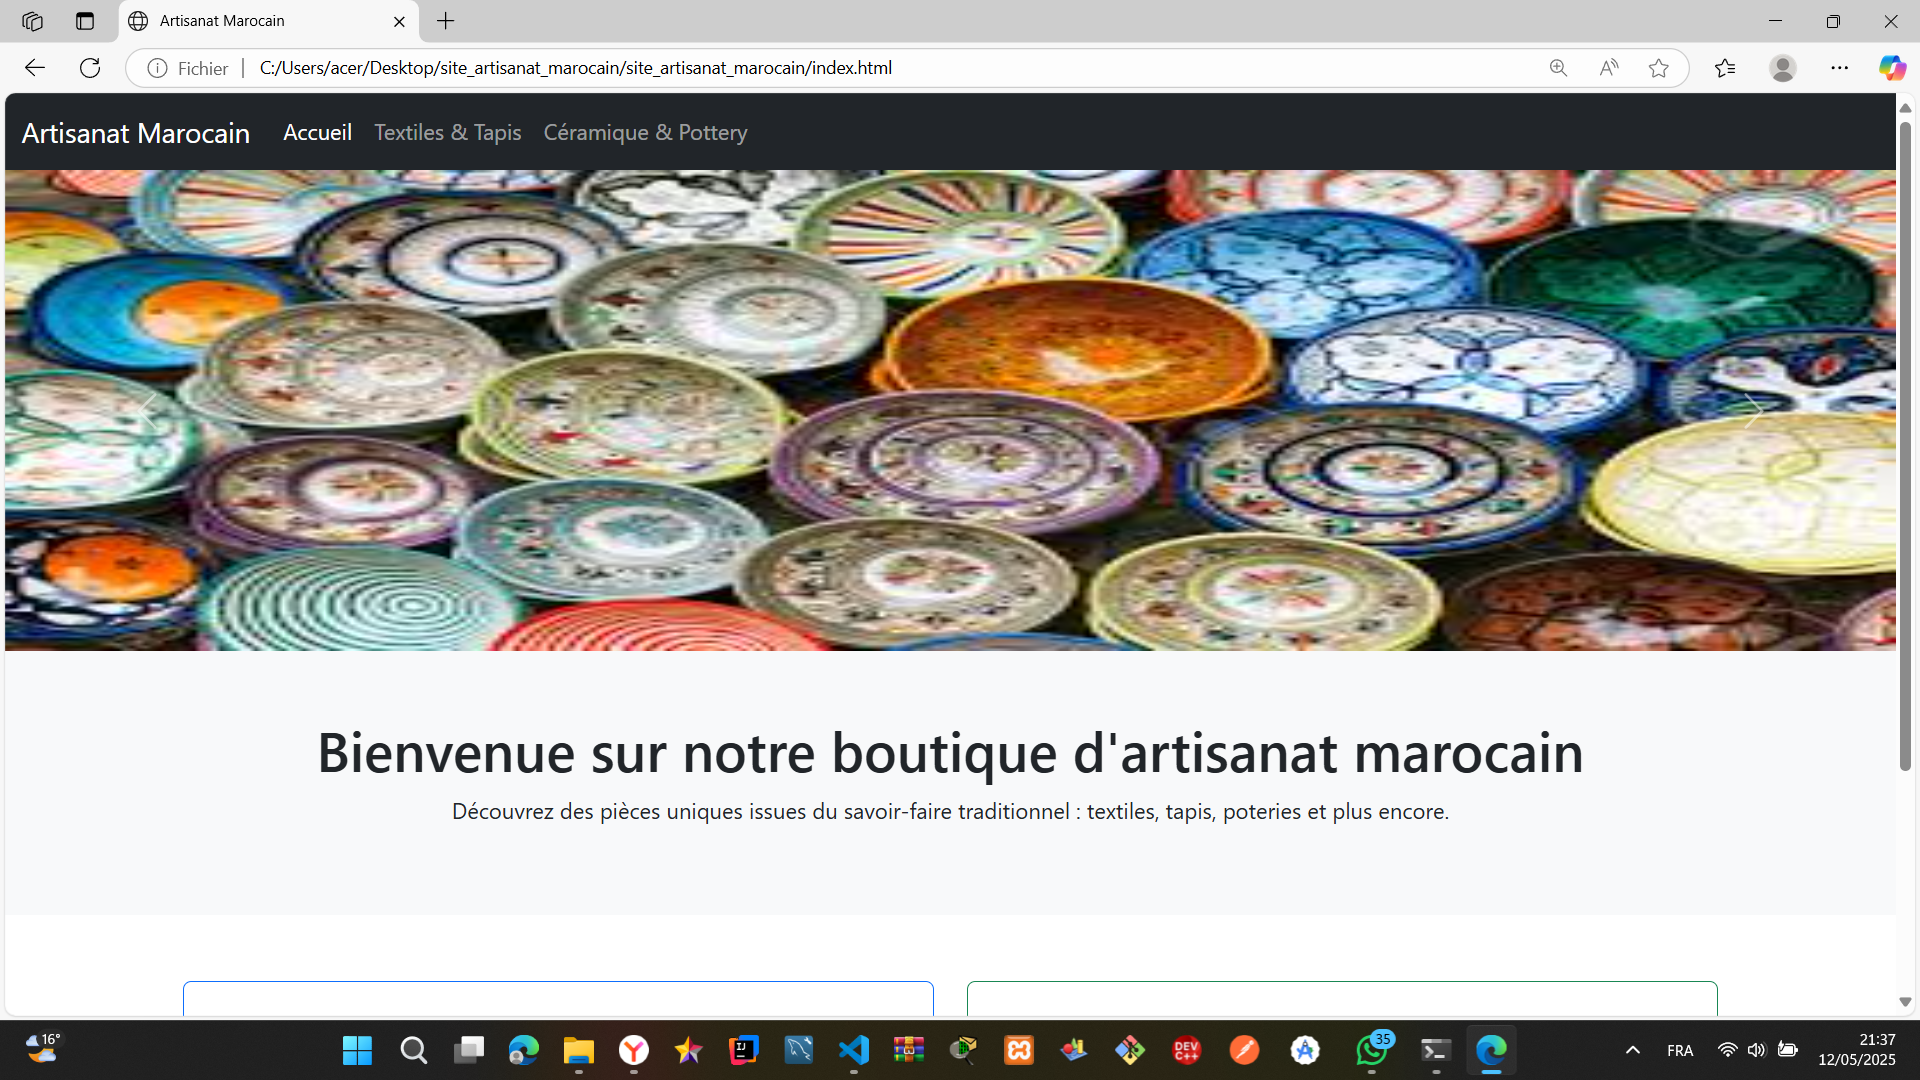 Artisanat Marocain
Fichier
C:/Users/acer/Desktop/site_artisanat_marocain/site_artisanat_marocain/index.html
Artisanat Marocain Accueil Textiles & Tapis Céramique & Pottery
Bienvenue sur notre boutique d'artisanat marocain
Découvrez des pièces uniques issues du savoir-faire traditionnel : textiles, tapis, poteries et plus encore.
16°
IJ
DEV C++
35
FRA
21:37
12/05/2025